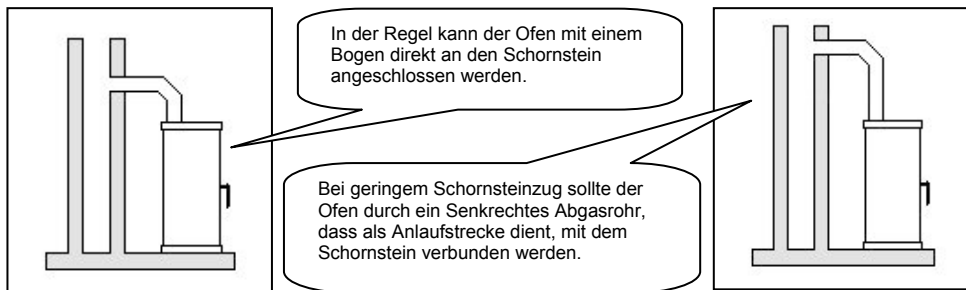 In der Regel kann der Ofen mit einem
Bogen direkt an den Schornstein
angeschlossen werden.
Bei geringem Schornsteinzug sollte der
Ofen durch ein Senkrechtes Abgasrohr,
dass als Anlaufstrecke dient, mit dem
Schornstein verbunden werden.